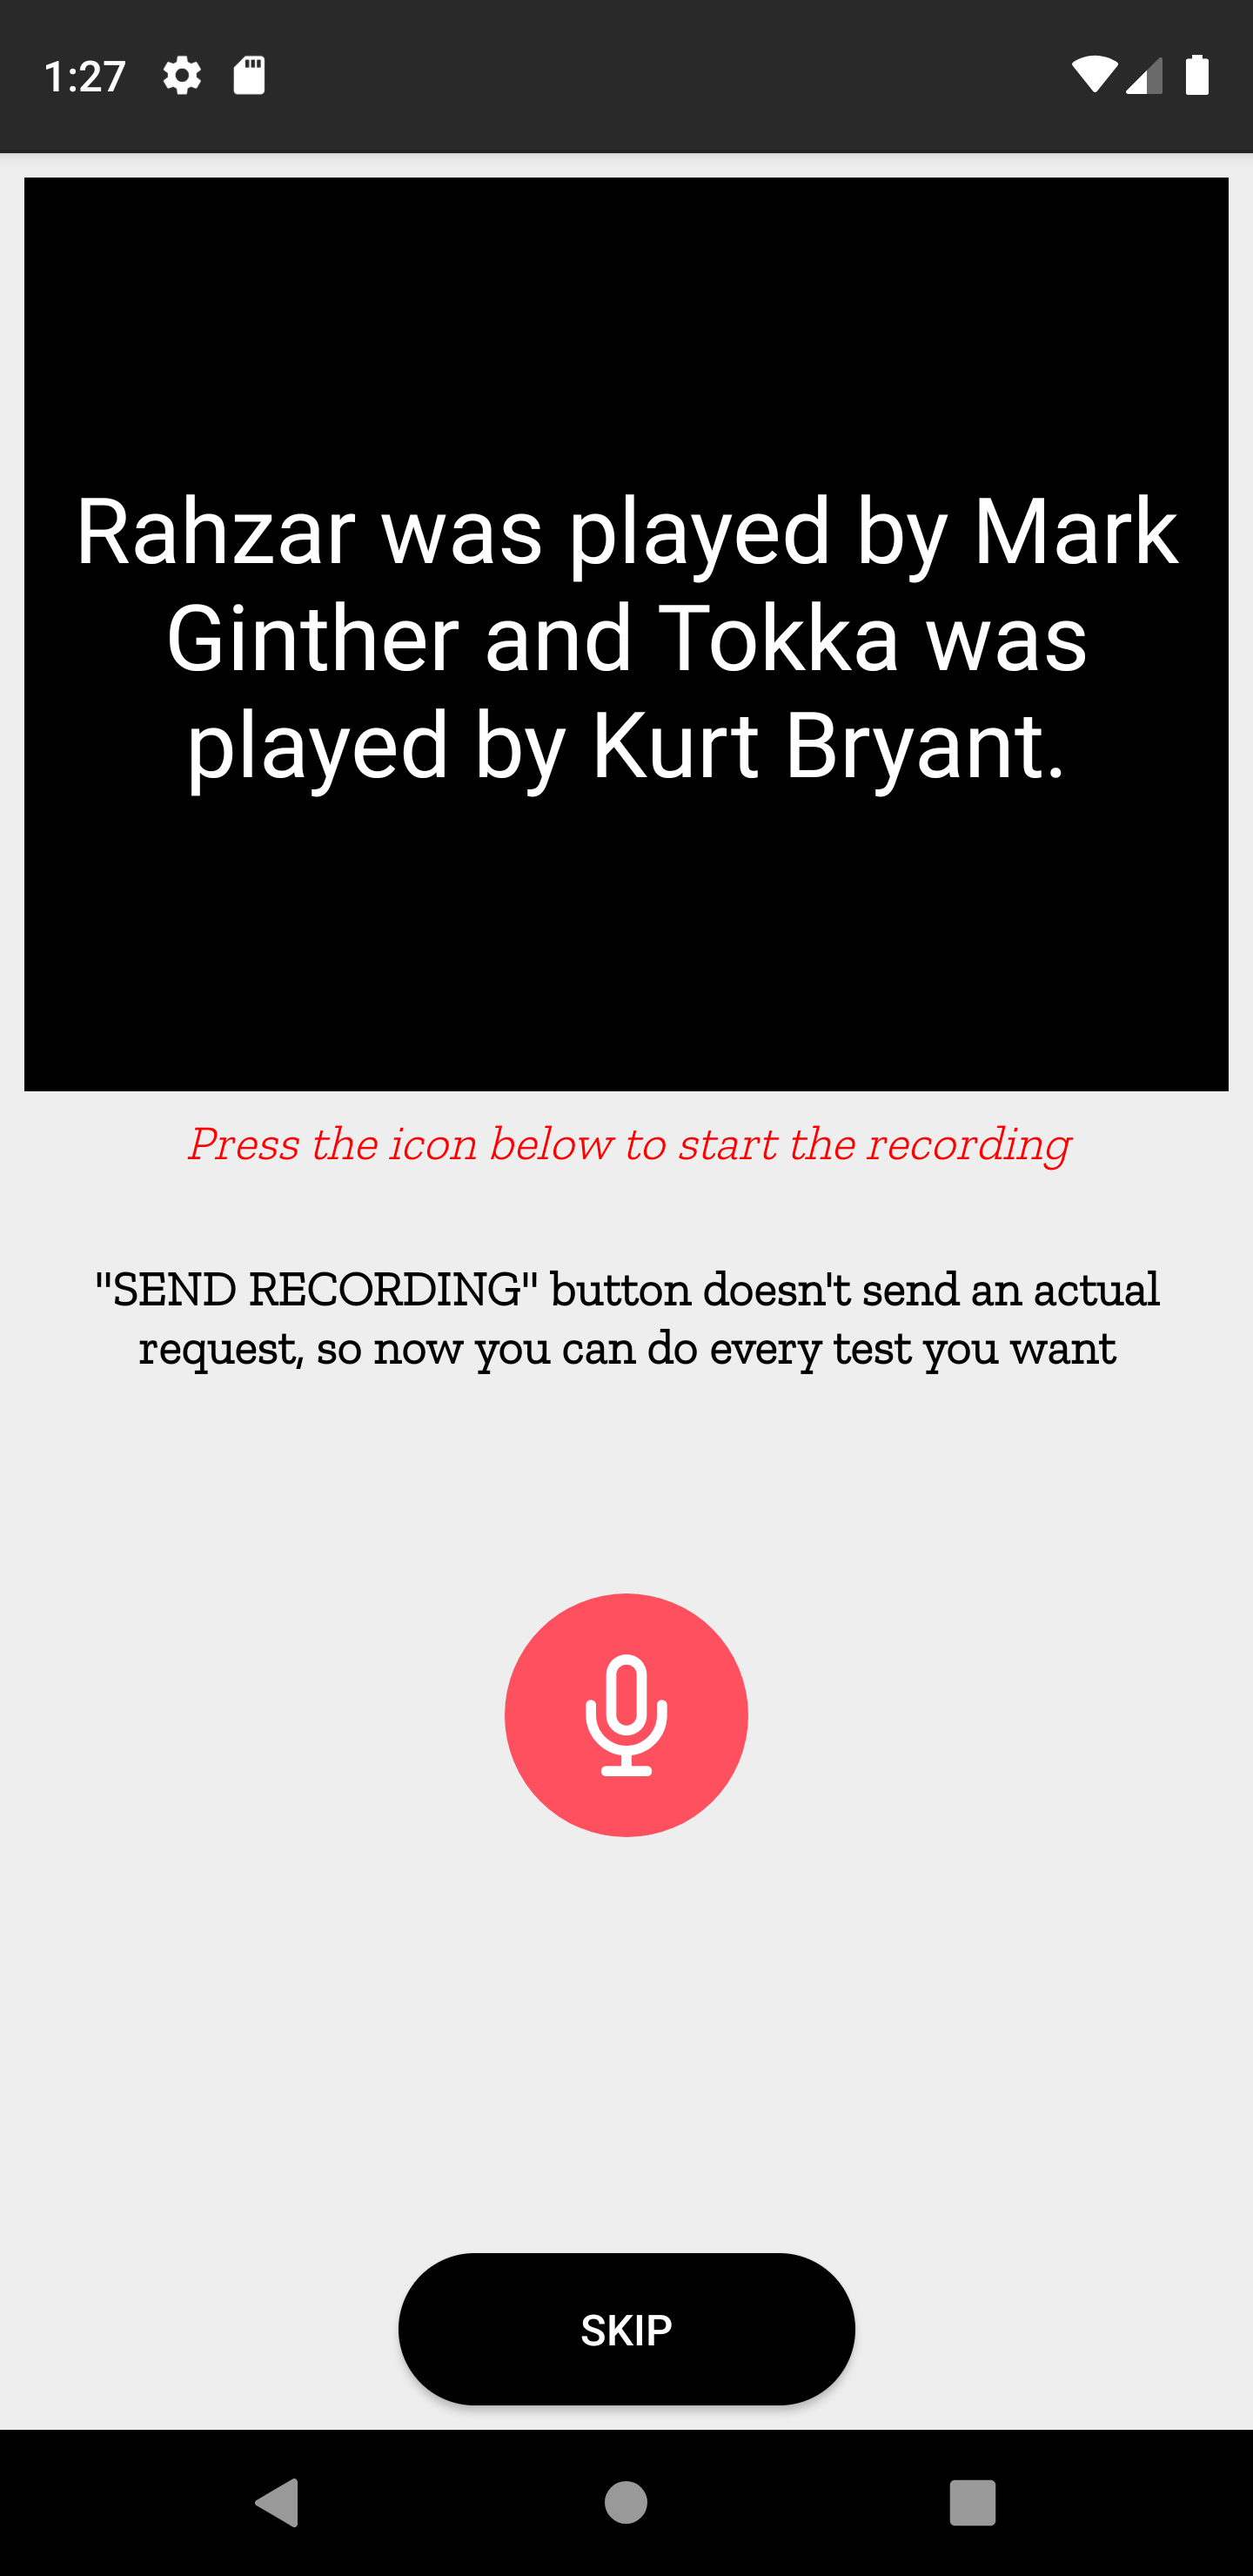 1:27
Rahzar was played by Mark
Ginther and Tokka was
played by Kurt Bryant.
Press the icon below to start the recording
"SEND RECORDING" button doesn't send an actual
request, so now you can do every test you want
SKIP